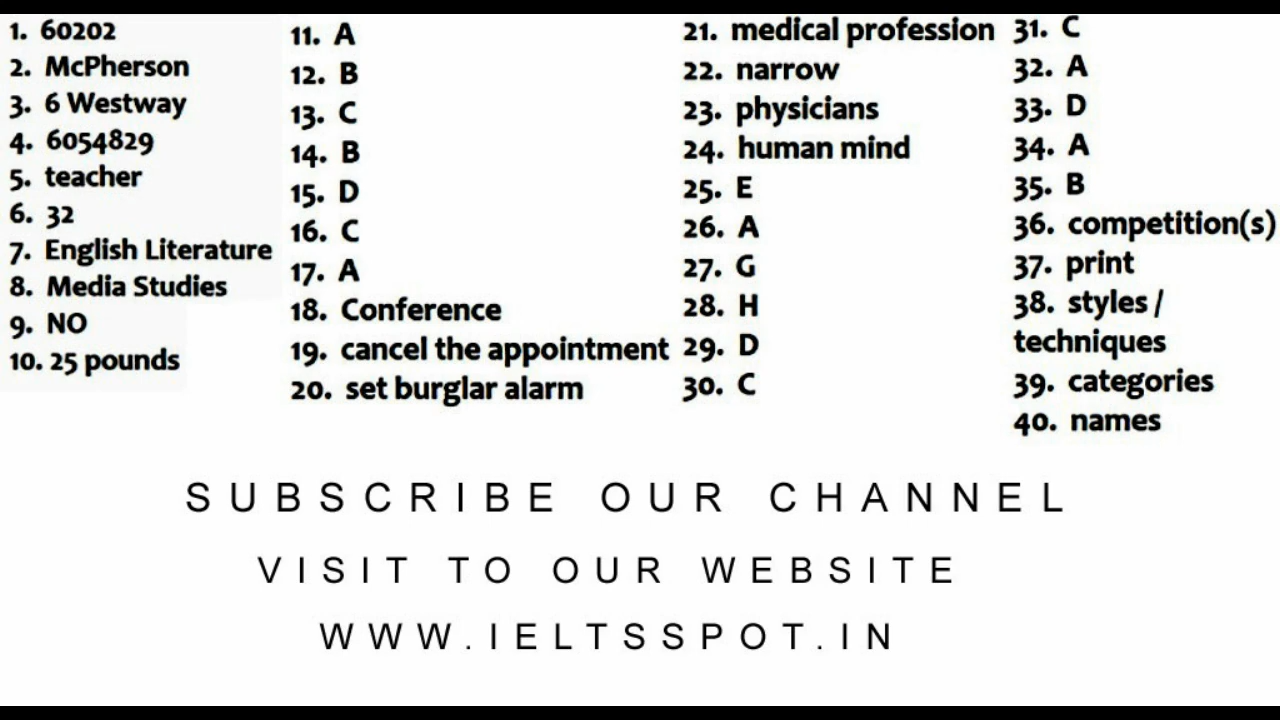 1. 60202
2. McPherson
3. 6 Westway
4. 6054829
5. teacher
6. 32
7. English Literature
8. Media Studies
9. NO
10. 25 pounds
11. A
12. B
13. C
14. B
15. D
16. C
17. A
18. Conference
19. cancel the appointment
20. set burglar alarm
21. medical profession
22. narrow
23. physicians
24. human mind
25. E
26. A
27. G
28. H
29. D
30. C
31. C
32. A
33. D
34. A
35. B
36. competition(s)
37. print
38. styles /
techniques
39. categories
40. names
SUBSCRIBE OUR CHANNEL
VISIT TO OUR WEBSITE
WWW.IELTSSPOT.IN